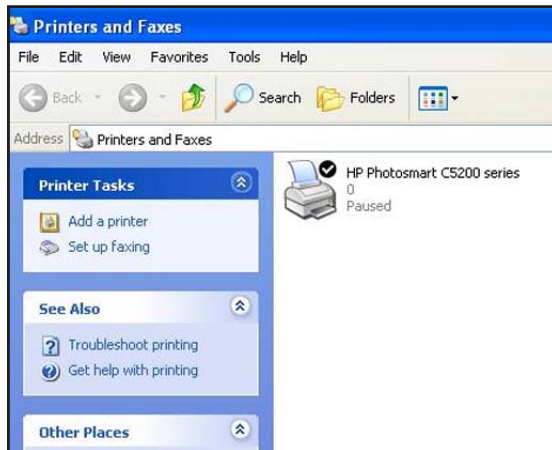 Printers and Faxes
File Edit View Favorites Tools Help
Back Search Folders
Address Printers and Faxes
Printer Tasks
Add a printer
Set up faxing
See Also
Troubleshoot printing
Get help with printing
Other Places
HP Photosmart C5200 series
0
Paused